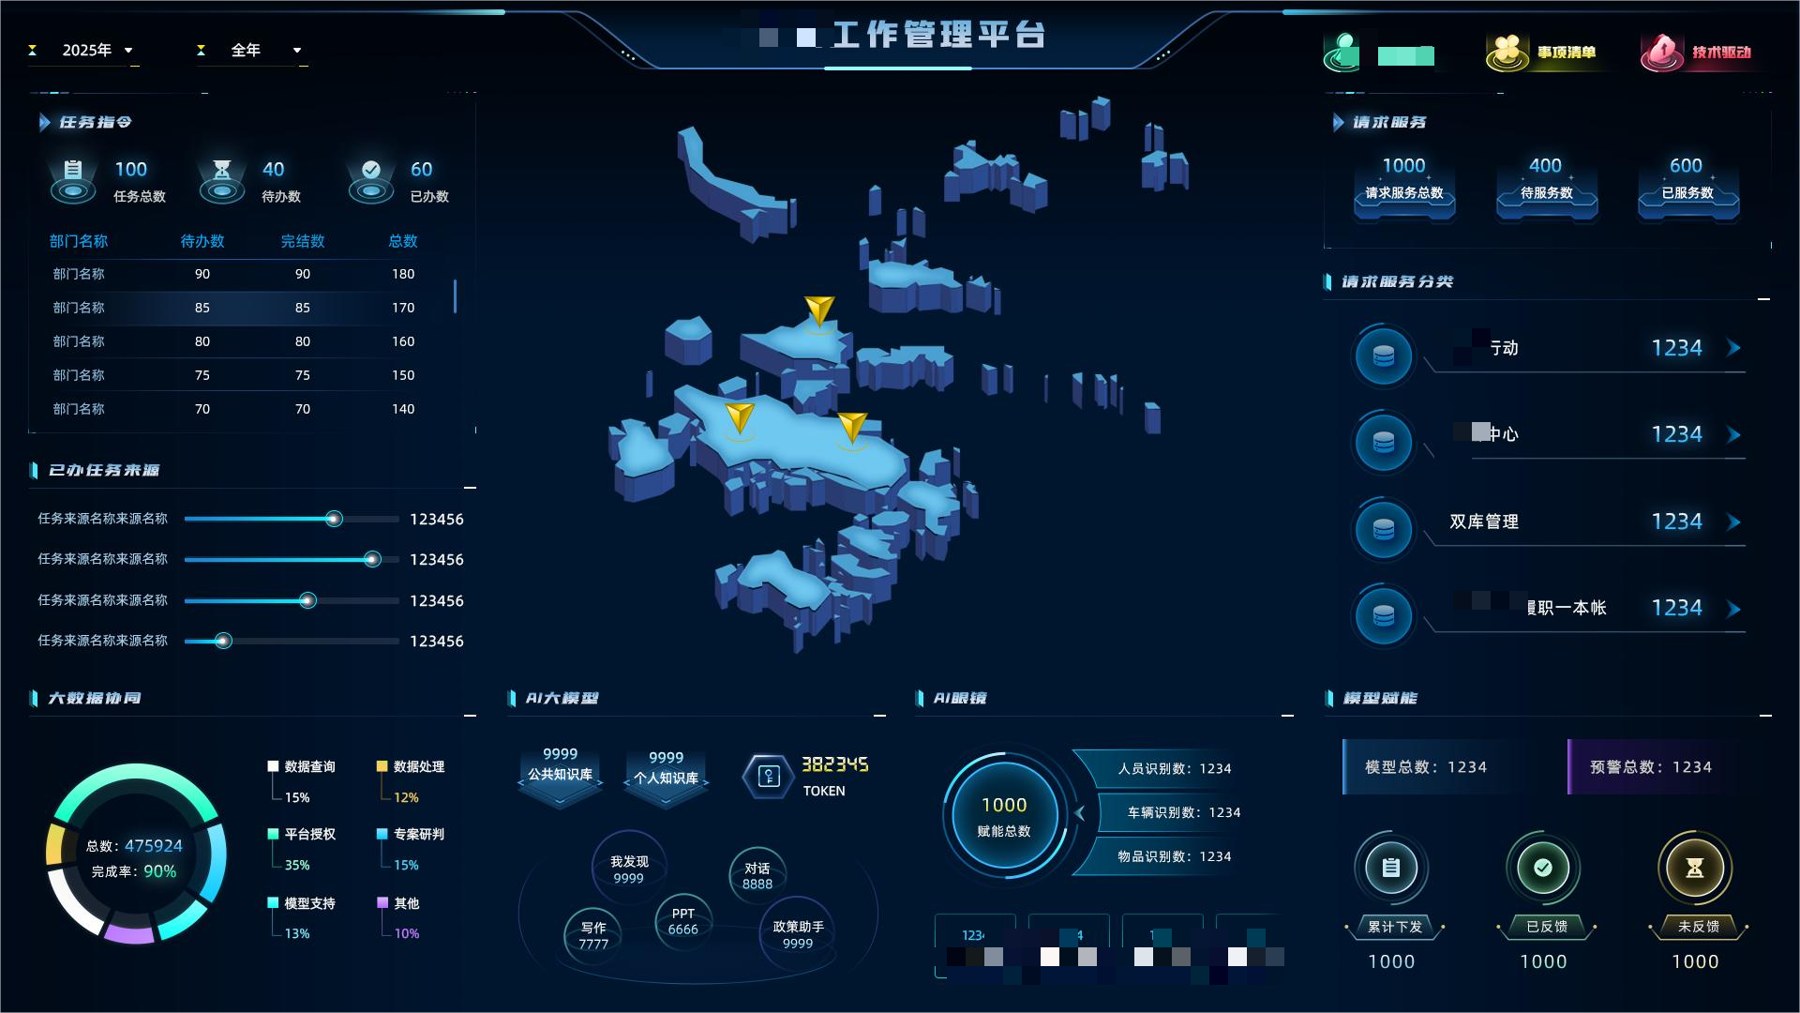 工作管理平台
2025年
全年
事项清单
技术驱动
任务指令
100
任务总数
40
待办数
60
已办数
部门名称 待办数 完结数 总数
部门名称 90 90 180
部门名称 85 85 170
部门名称 80 80 160
部门名称 75 75 150
部门名称 70 70 140
已办任务来源
任务来源名称来源名称 123456
任务来源名称来源名称 123456
任务来源名称来源名称 123456
任务来源名称来源名称 123456
请求服务
1000
请求服务总数
400
待服务数
600
已服务数
请求服务分类
行动 1234
中心 1234
双库管理 1234
履职一本帐 1234
大数据协同
总数: 475924
完成率: 90%
数据查询
15%
数据处理
12%
平台授权
35%
专案研判
15%
模型支持
13%
其他
10%
AI大模型
9999
公共知识库
9999
个人知识库
382345
TOKEN
我发现
9999
对话
8888
写作
7777
PPT
6666
政策助手
9999
AI眼镜
1000
赋能总数
人员识别数: 1234
车辆识别数: 1234
物品识别数: 1234
模型赋能
模型总数: 1234
预警总数: 1234
累计下发
1000
已反馈
1000
未反馈
1000